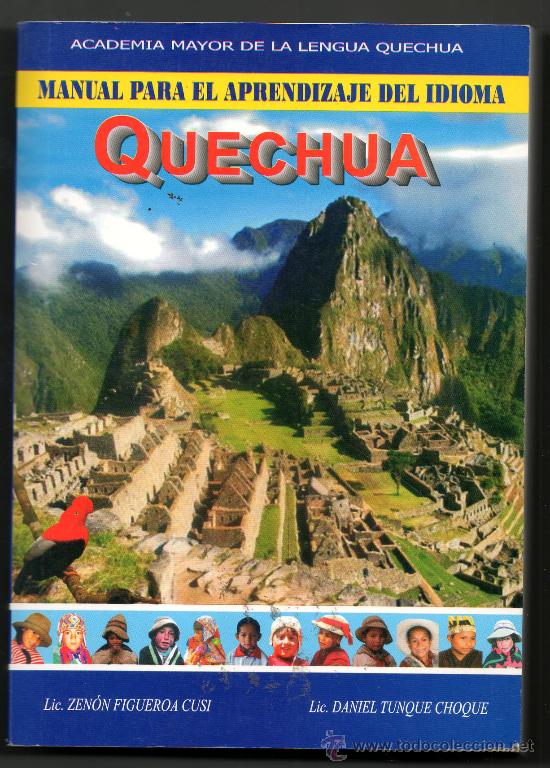 ACADEMIA MAYOR DE LA LENGUA QUECHUA
MANUAL PARA EL APRENDIZAJE DEL IDIOMA
QUECHUA
Lic. ZENÓN FIGUEROA CUSI
Lic. DANIEL TUNQUE CHOQUE
www.todocoleccion.net